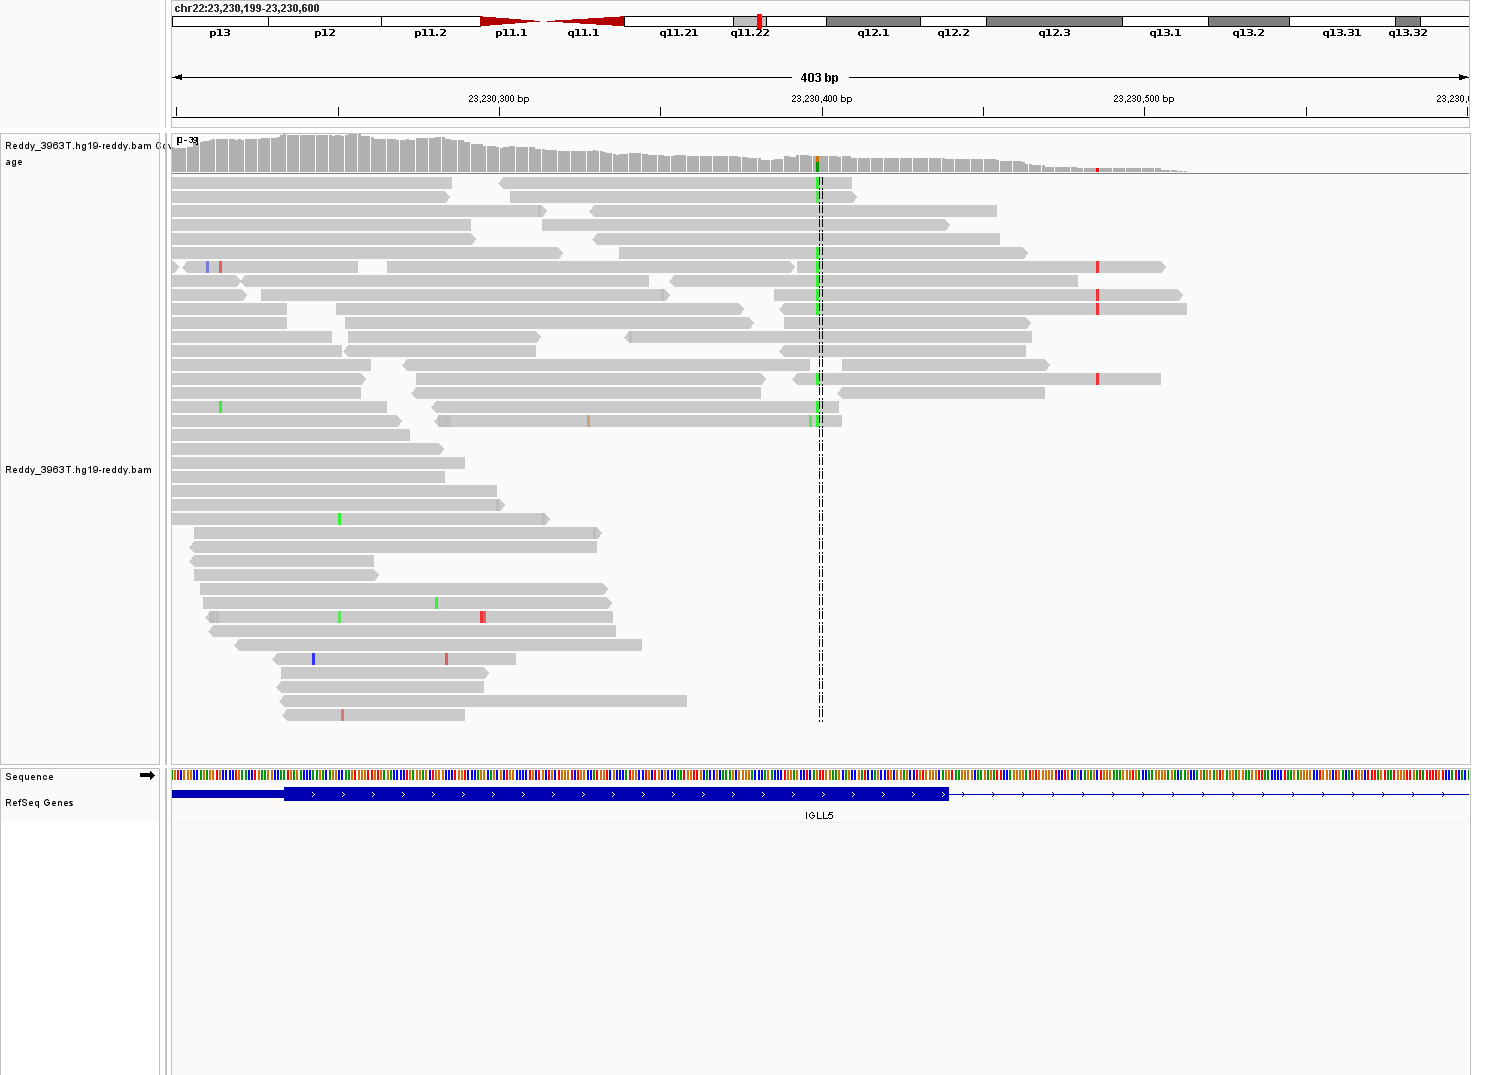 chr22:23,230,199-23,230,600
p13 p12 p11.2 p11.1 q11.1 q11.21 q11.22 q12.1 q12.2 q12.3 q13.1 q13.2 q13.31 q13.32
403 bp
23,230,300 bp 23,230,400 bp 23,230,500 bp 23,230,
Reddy_3963T.hg19-reddy.bam Cov
age
[0-39]
Reddy_3963T.hg19-reddy.bam
Sequence
RefSeq Genes
IGLL5